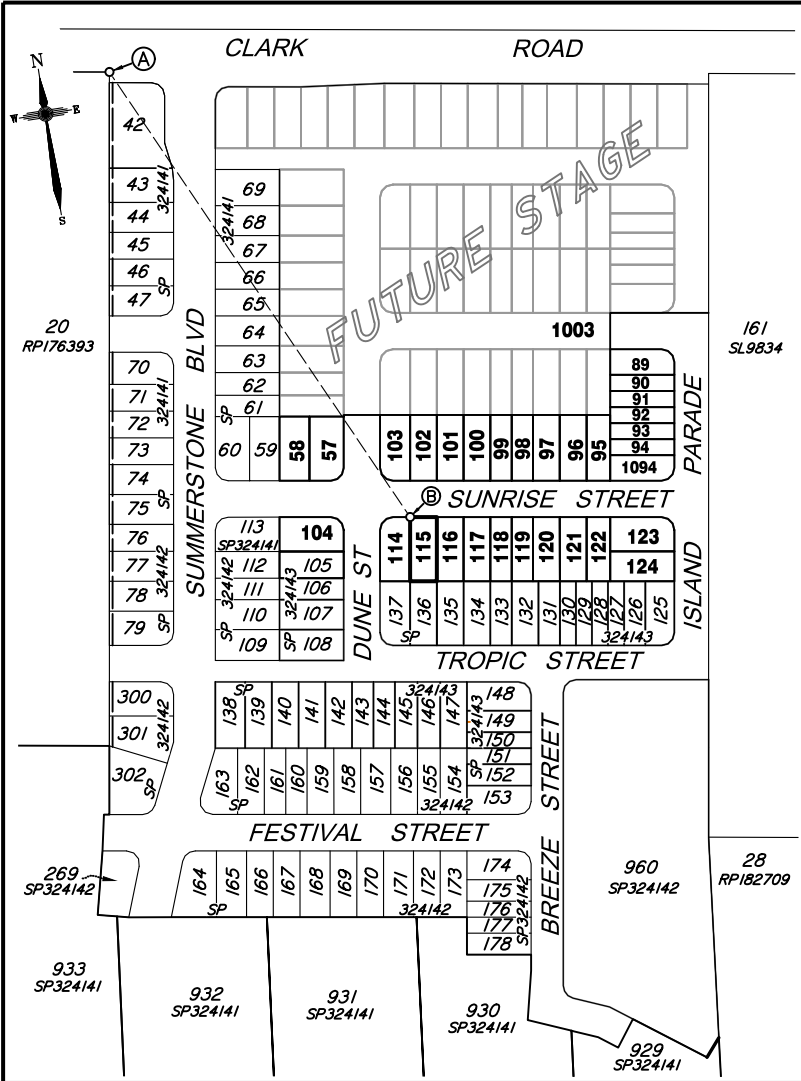 CLARK ROAD
A
N
W E
S
42
43
44
45
46
47
324141
SP
69
68
67
66
65
64
63
62
61
324141
SP
60 59 58 57
FUTURE STAGE
1003
20
RP176393
161
SL9834
70
71
72
73
74
75
76
77
78
79
324141
SP
324142
SP
SUMMERSTONE BLVD
89
90
91
92
93
94
1094
103 102 101 100 99 98 97 96 95
ISLAND PARADE
B
SUNRISE STREET
113
SP324141
112
111
110
109
324142
SP
104
105
106
107
108
324143
SP
DUNE ST
114 115 116 117 118 119 120 121 122
123
124
137 136 135 134 133 132 131 130 129 128 127 126 125
SP 324143
TROPIC STREET
300
301
302
324142
SP
SP 324143
138 139 140 141 142 143 144 145 146 147
148
149
150
151
152
153
324143
SP
163 162 161 160 159 158 157 156 155 154
SP 324142
FESTIVAL STREET
BREEZE STREET
269
SP324142
164 165 166 167 168 169 170 171 172 173
SP 324142
174
175
176
177
178
SP324142
960
SP324142
28
RP182709
933
SP324141
932
SP324141
931
SP324141
930
SP324141
929
SP324141